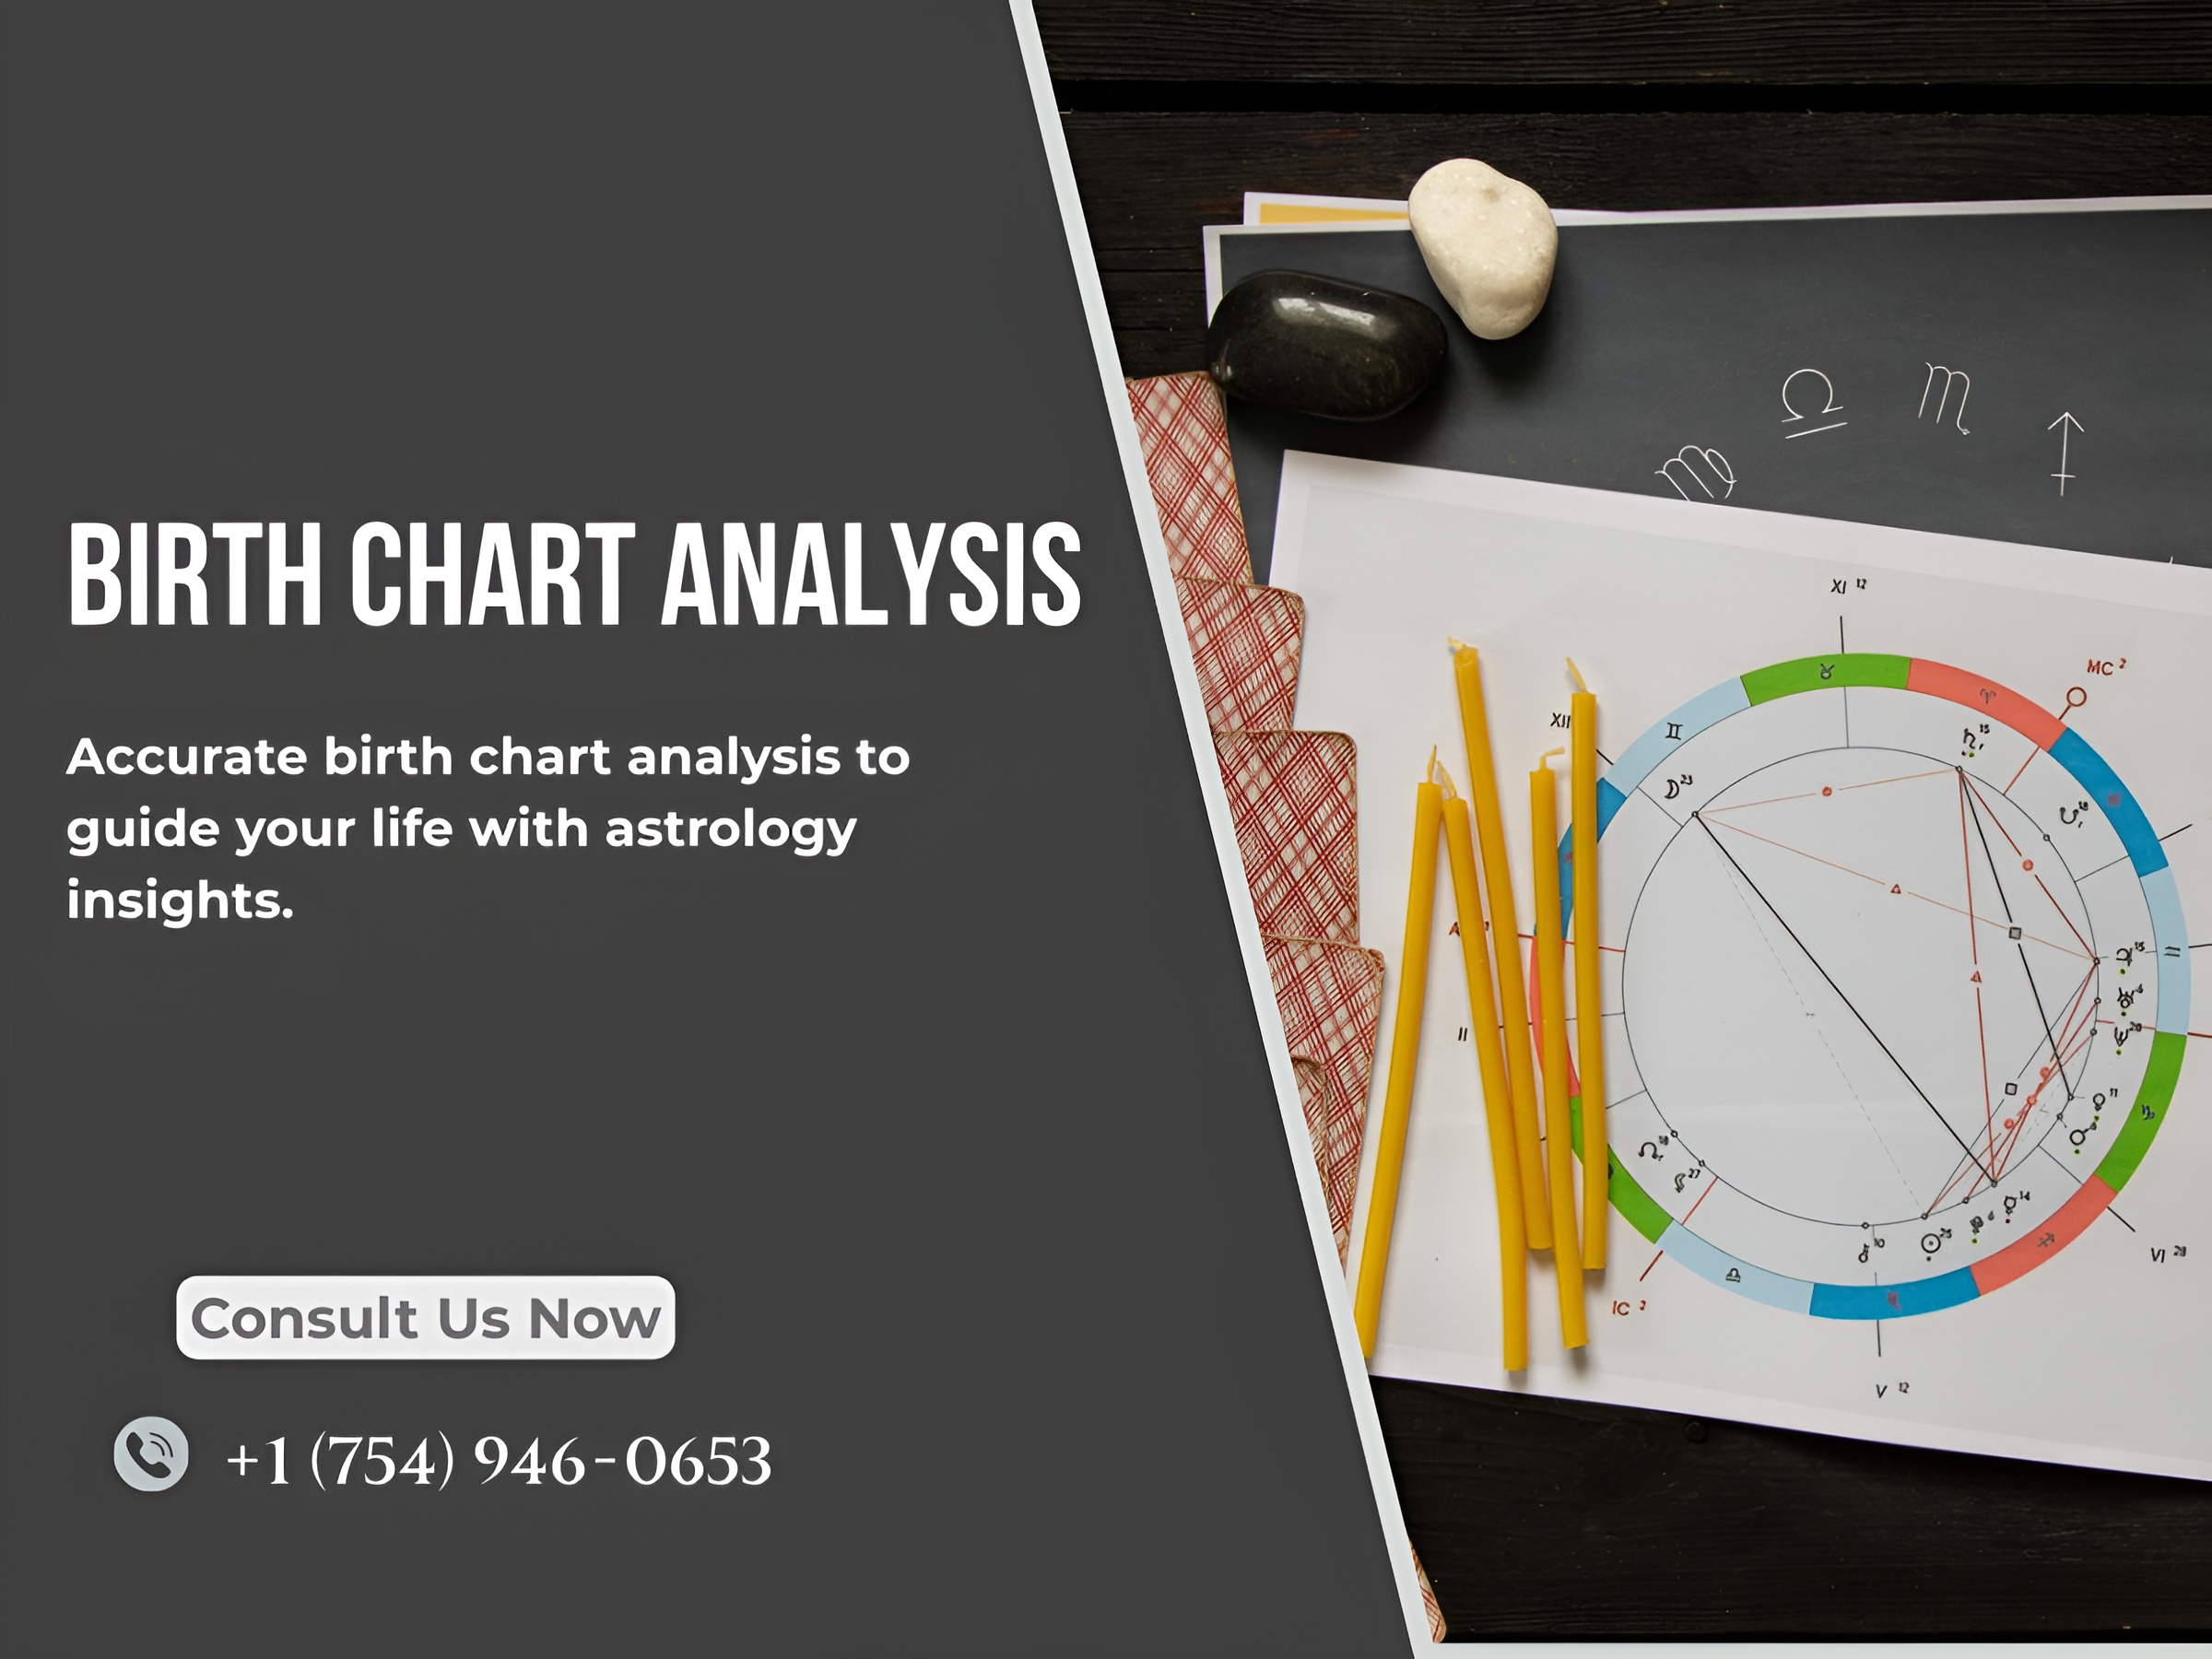 BIRTH CHART ANALYSIS
Accurate birth chart analysis to
guide your life with astrology
insights.
Consult Us Now
+1 (754) 946-0653
XI 12
MC 2
XII
II
IC 2
V 12
VI 28